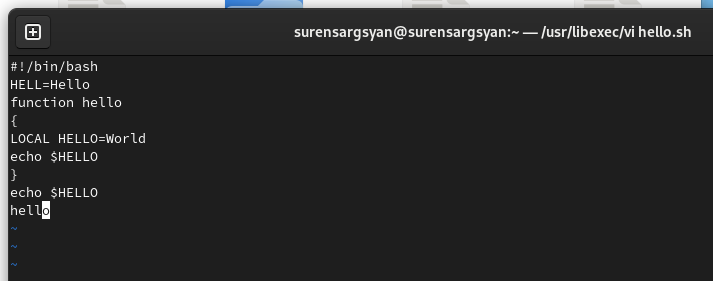 surensargsyan@surensargsyan:~ — /usr/libexec/vi hello.sh
#!/bin/bash
HELL=Hello
function hello
{
LOCAL HELLO=World
echo $HELLO
}
echo $HELLO
hello
~
~
~